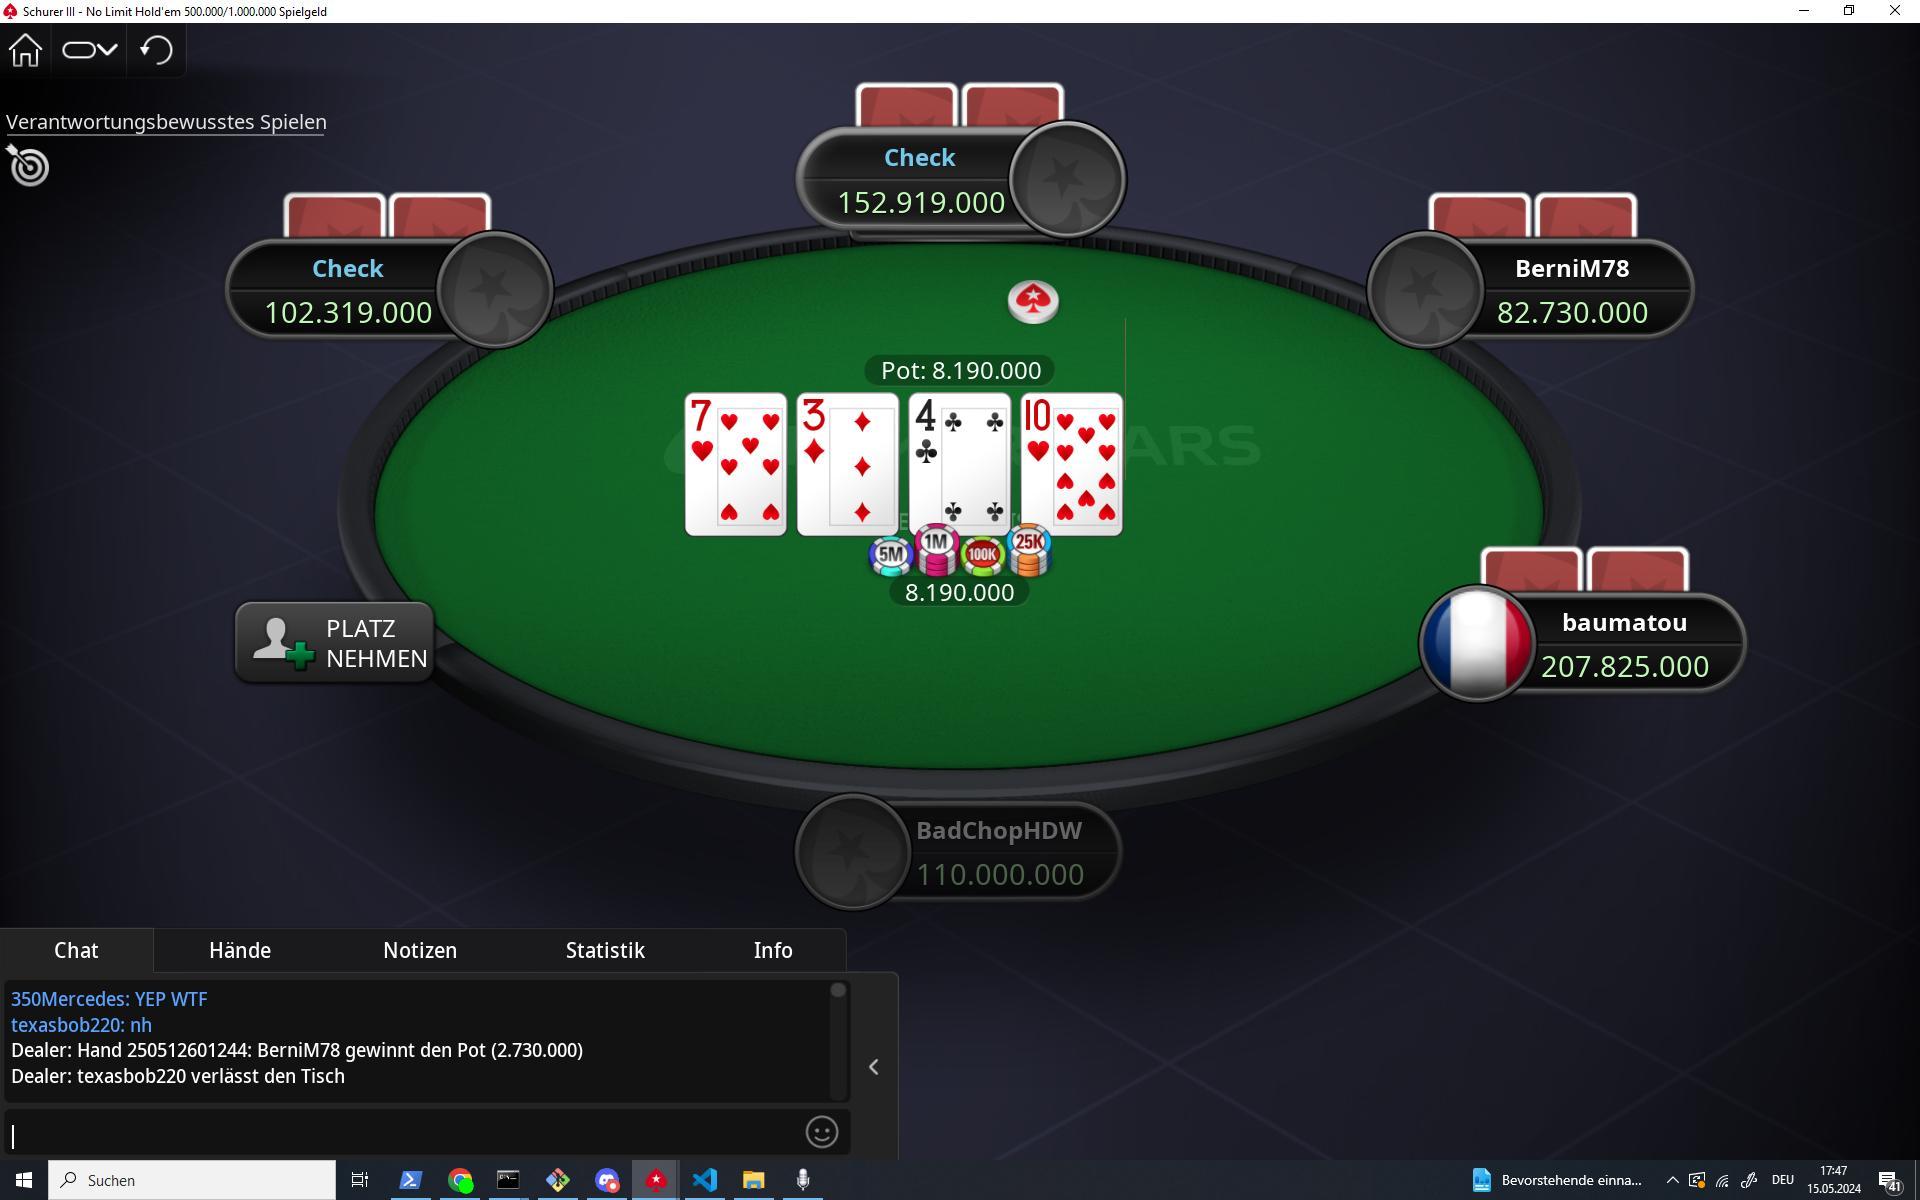 Schurer III - No Limit Hold'em 500.000/1.000.000 Spielgeld
Verantwortungsbewusstes Spielen
Check
152.919.000
Check
102.319.000
BerniM78
82.730.000
Pot: 8.190.000
7
3
4
10
ARS
5M
1M
100K
25K
8.190.000
PLATZ
NEHMEN
baumatou
207.825.000
BadChopHDW
110.000.000
Chat Hände Notizen Statistik Info
350Mercedes: YEP WTF
texasbob220: nh
Dealer: Hand 250512601244: BerniM78 gewinnt den Pot (2.730.000)
Dealer: texasbob220 verlässt den Tisch
Suchen
Bevorstehende einna...
DEU
17:47
15.05.2024
41